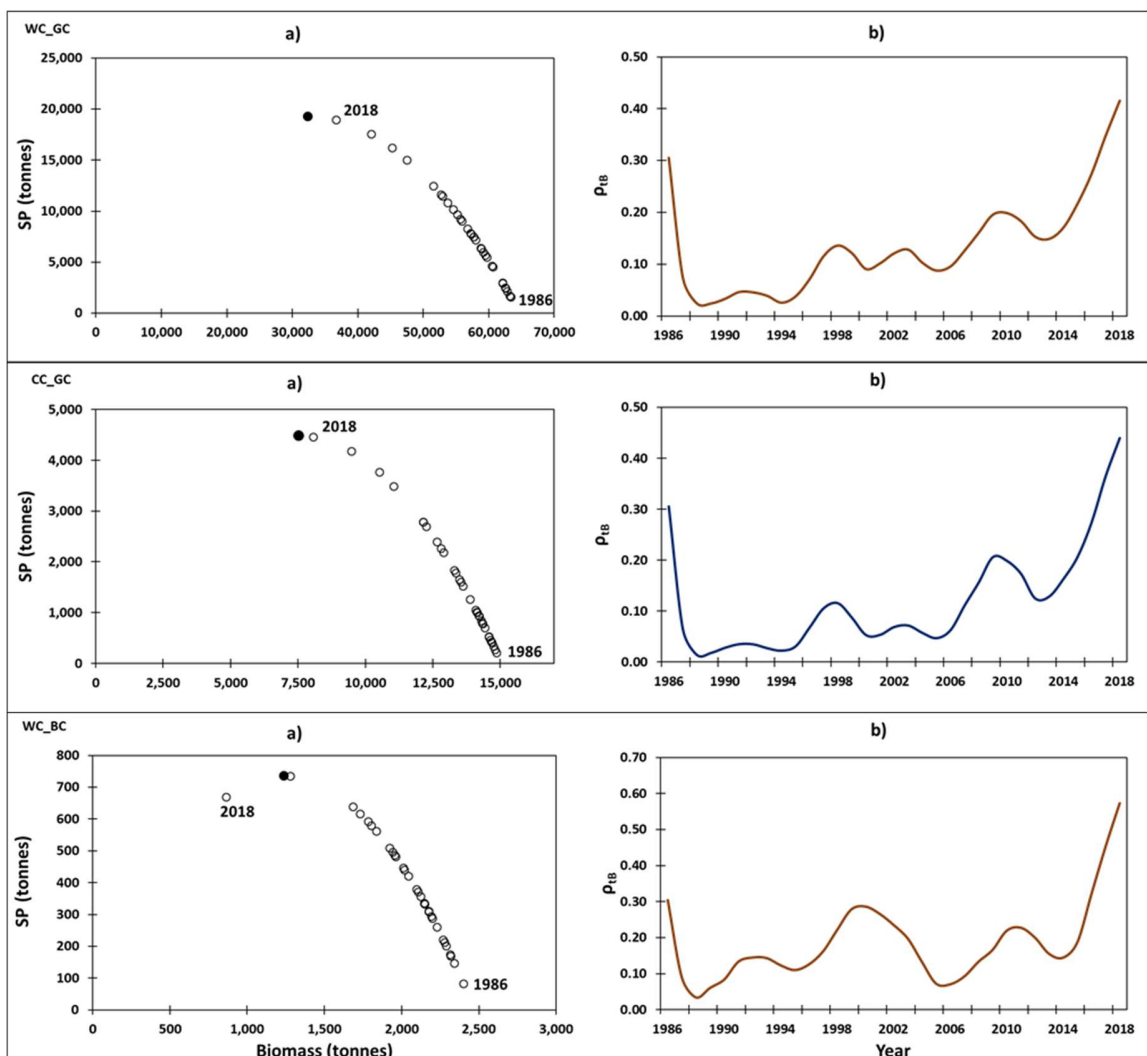 WC_GC
a)
SP (tonnes)
25,000
20,000
15,000
10,000
5,000
0
2018
1986
0 10,000 20,000 30,000 40,000 50,000 60,000 70,000
b)
ρtB
0.50
0.40
0.30
0.20
0.10
0.00
1986 1990 1994 1998 2002 2006 2010 2014 2018
CC_GC
a)
SP (tonnes)
5,000
4,000
3,000
2,000
1,000
0
2018
1986
0 2,500 5,000 7,500 10,000 12,500 15,000
b)
ρtB
0.50
0.40
0.30
0.20
0.10
0.00
1986 1990 1994 1998 2002 2006 2010 2014 2018
WC_BC
a)
SP (tonnes)
800
700
600
500
400
300
200
100
0
2018
1986
0 500 1,000 1,500 2,000 2,500 3,000
Biomass (tonnes)
b)
ρtB
0.70
0.60
0.50
0.40
0.30
0.20
0.10
0.00
1986 1990 1994 1998 2002 2006 2010 2014 2018
Year